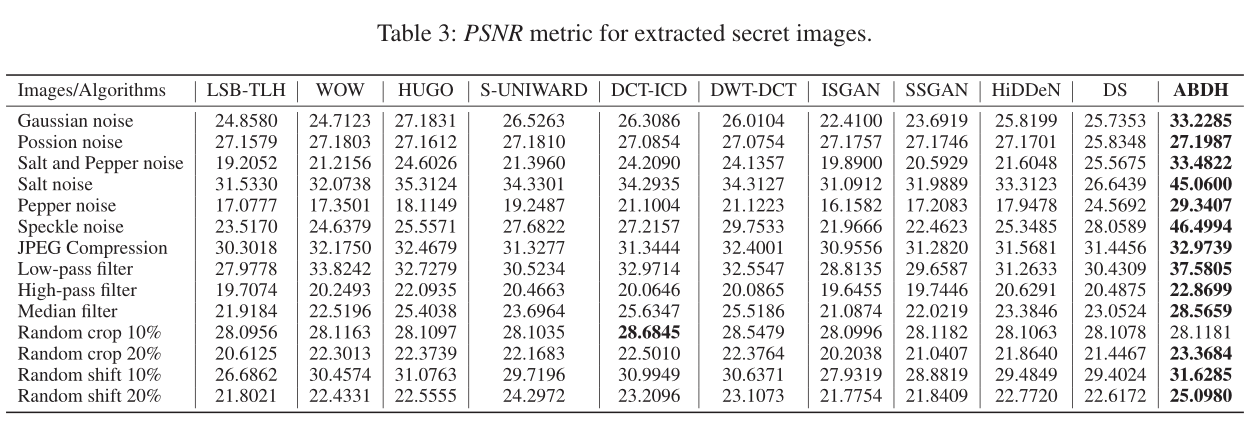 Table 3: PSNR metric for extracted secret images.
Images/Algorithms LSB-TLH WOW HUGO S-UNIWARD DCT-ICD DWT-DCT ISGAN SSGAN HiDDeN DS ABDH
Gaussian noise 24.8580 24.7123 27.1831 26.5263 26.3086 26.0104 22.4100 23.6919 25.8199 25.7353 33.2285
Possion noise 27.1579 27.1803 27.1612 27.1810 27.0854 27.0754 27.1757 27.1746 27.1701 25.8348 27.1987
Salt and Pepper noise 19.2052 21.2156 24.6026 21.3960 24.2090 24.1357 19.8900 20.5929 21.6048 25.5675 33.4822
Salt noise 31.5330 32.0738 35.3124 34.3301 34.2935 34.3127 31.0912 31.9889 33.3123 26.6439 45.0600
Pepper noise 17.0777 17.3501 18.1149 19.2487 21.1004 21.1223 16.1582 17.2083 17.9478 24.5692 29.3407
Speckle noise 23.5170 24.6379 25.5571 27.6822 27.2157 29.7533 21.9666 22.4623 25.3485 28.0589 46.4994
JPEG Compression 30.3018 32.1750 32.4679 31.3277 31.3444 32.4001 30.9556 31.2820 31.5681 31.4456 32.9739
Low-pass filter 27.9778 33.8242 32.7279 30.5234 32.9714 32.5547 28.8135 29.6587 31.2633 30.4309 37.5805
High-pass filter 19.7074 20.2493 22.0935 20.4663 20.0646 20.0865 19.6455 19.7446 20.6291 20.4875 22.8699
Median filter 21.9184 22.5196 25.4038 23.6964 25.6347 25.5186 21.0874 22.0219 23.3846 23.0524 28.5659
Random crop 10% 28.0956 28.1163 28.1097 28.1035 28.6845 28.5479 28.0996 28.1182 28.1063 28.1078 28.1181
Random crop 20% 20.6125 22.3013 22.3739 22.1683 22.5010 22.3764 20.2038 21.0407 21.8640 21.4467 23.3684
Random shift 10% 26.6862 30.4574 31.0763 29.7196 30.9949 30.6371 27.9319 28.8819 29.4849 29.4024 31.6285
Random shift 20% 21.8021 22.4331 22.5555 24.2972 23.2096 23.1073 21.7754 21.8409 22.7720 22.6172 25.0980